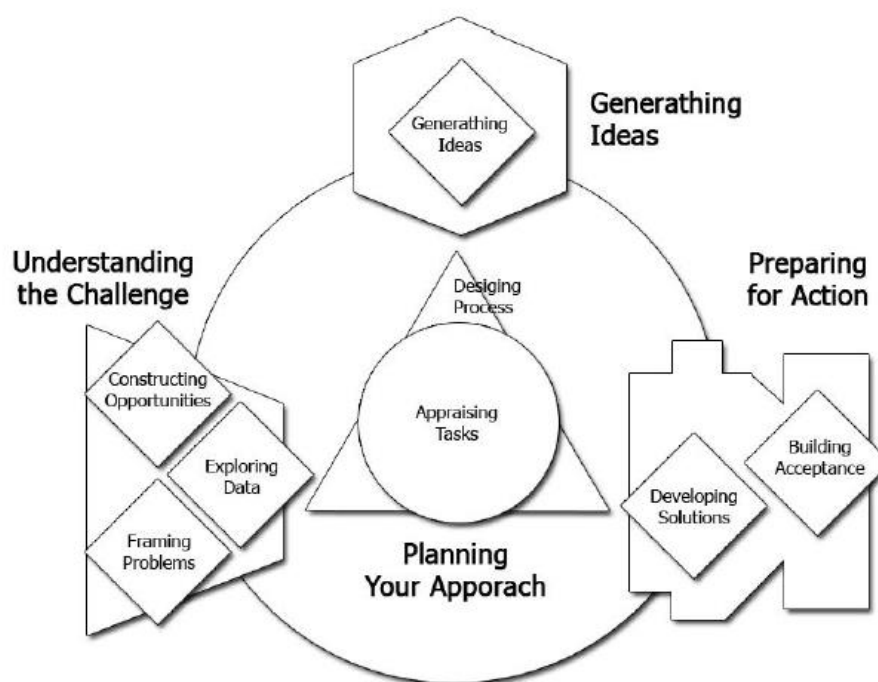 Generathing
Ideas
Generathing
Ideas
Understanding
the Challenge
Constructing
Opportunities
Exploring
Data
Framing
Problems
Desiging
Process
Appraising
Tasks
Planning
Your Apporach
Preparing
for Action
Building
Acceptance
Developing
Solutions